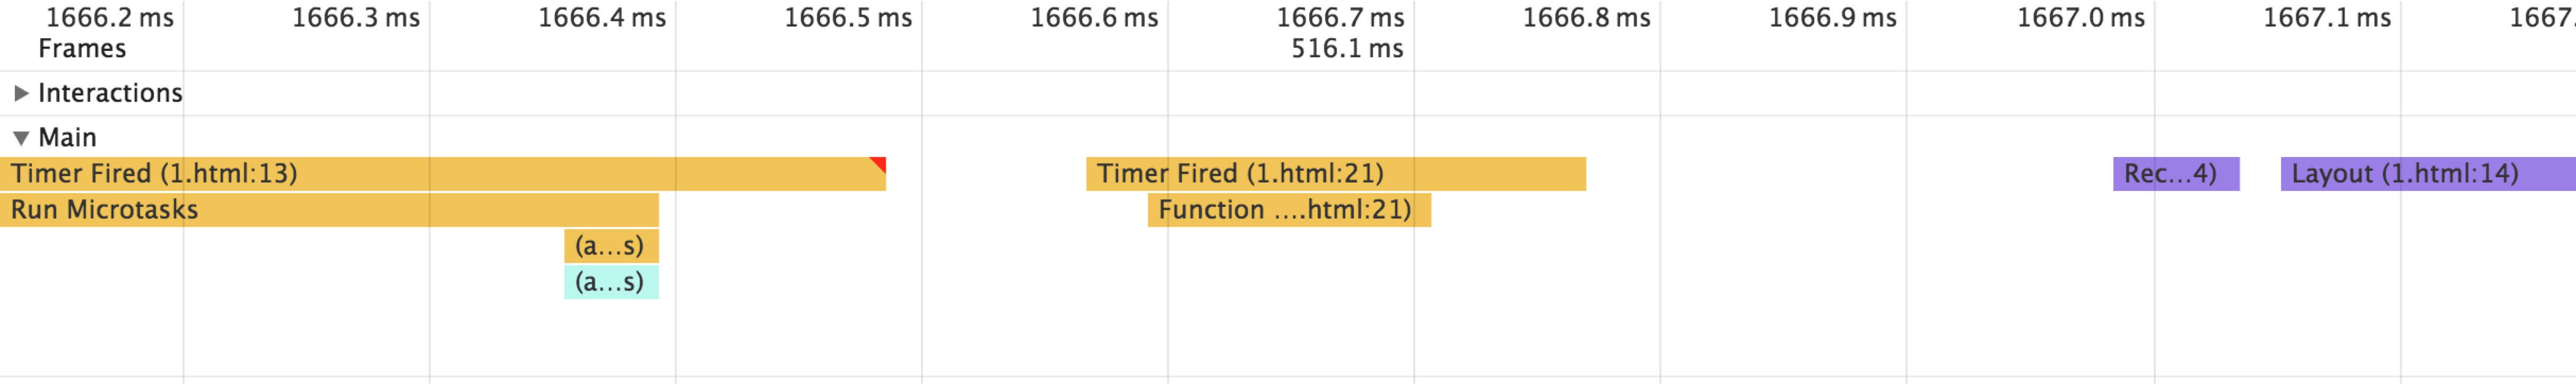 1666.2 ms 1666.3 ms 1666.4 ms 1666.5 ms 1666.6 ms 1666.7 ms 1666.8 ms 1666.9 ms 1667.0 ms 1667.1 ms 1667.
Frames 516.1 ms
Interactions
Main
Timer Fired (1.html:13) Timer Fired (1.html:21) Rec...4) Layout (1.html:14)
Run Microtasks Function ....html:21)
(a...s)
(a...s)